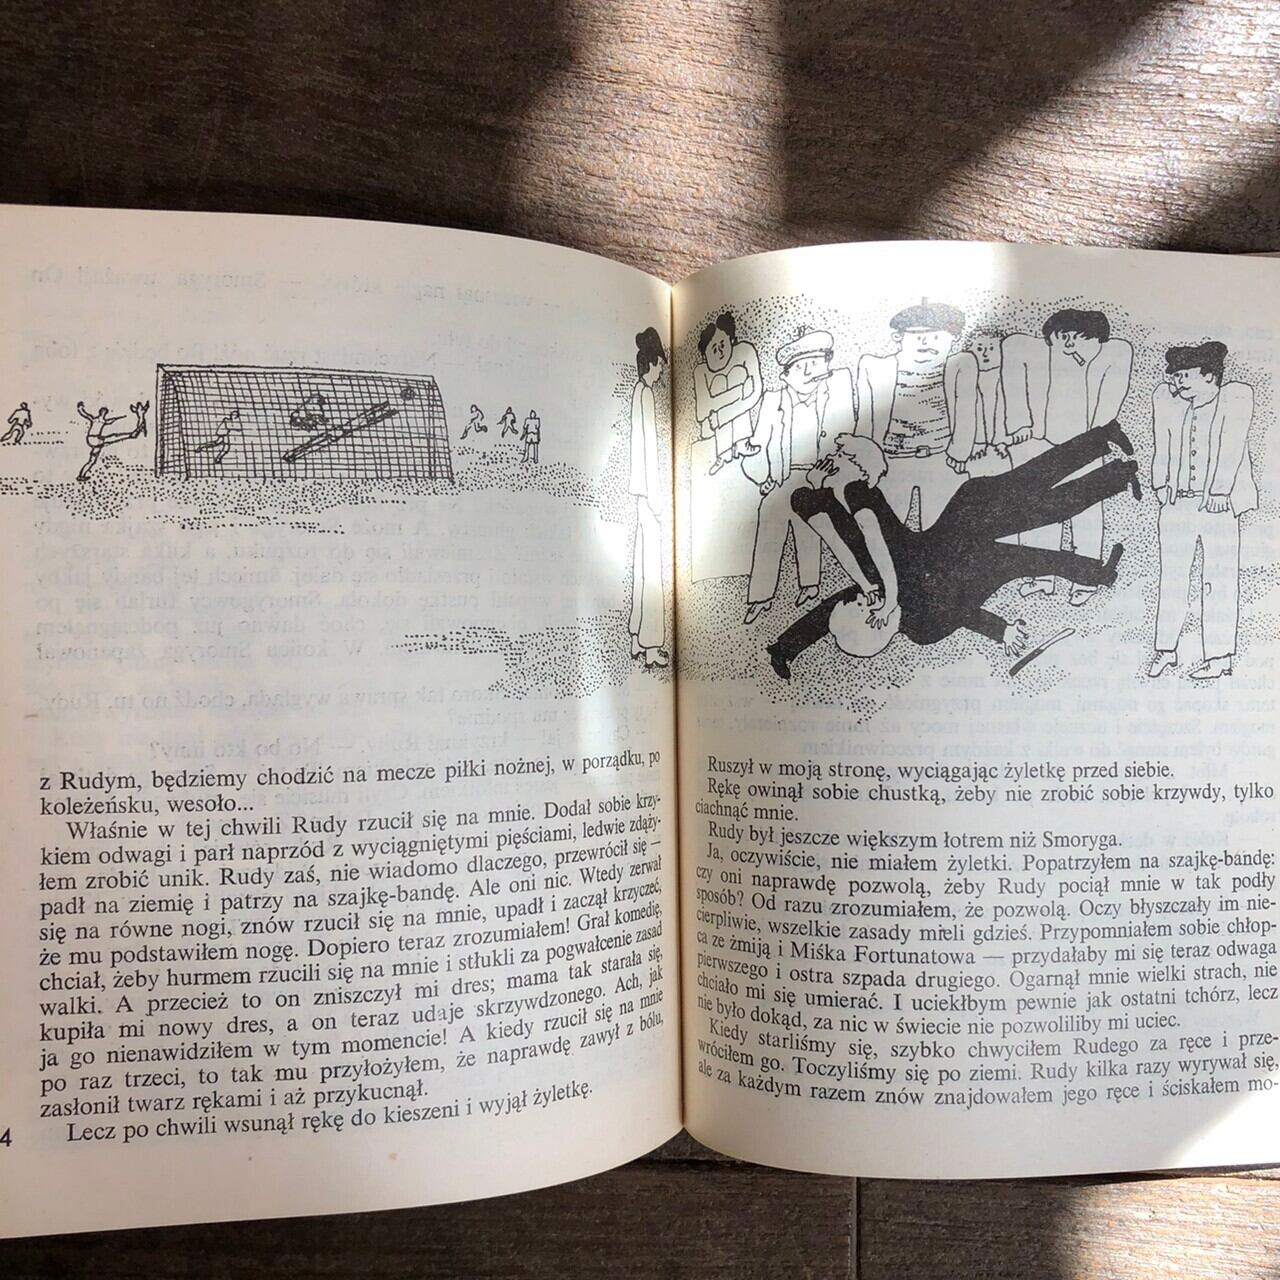 z Rudym, będziemy chodzić na mecze piłki nożnej, w porządku, po
koleżeńsku, wesoło...
Właśnie w tej chwili Rudy rzucił się na mnie. Dodał sobie krzy-
kiem odwagi i parł naprzód z wyciągniętymi pięściami, ledwie zdąży-
łem zrobić unik. Rudy zaś, nie wiadomo dlaczego, przewrócił się —
padł na ziemię i patrzy na szajkę-bandę. Ale oni nic. Wtedy zerwał
się na równe nogi, znów rzucił się na mnie, upadł i zaczął krzyczeć,
że mu podstawiłem nogę. Dopiero teraz zrozumiałem! Grał komedię,
chciał, żeby hurmem rzucili się na mnie i stłukli za pogwałcenie zasad
walki. A przecież to on zniszczył mi dres; mama tak starała się,
kupiła mi nowy dres, a on teraz udaje skrzywdzonego. Ach, jak
ja go nienawidziłem w tym momencie! A kiedy rzucił się na mnie
po raz trzeci, to tak mu przyłożyłem, że naprawdę zawył z bólu,
zasłonił twarz rękami i aż przykucnął.
Lecz po chwili wsunął rękę do kieszeni i wyjął żyletkę.
4
Ruszył w moją stronę, wyciągając żyletkę przed siebie.
Rękę owinął sobie chustką, żeby nie zrobić sobie krzywdy, tylko
ciachnąć mnie.
Rudy był jeszcze większym łotrem niż Smoryga.
Ja, oczywiście, nie miałem żyletki. Popatrzyłem na szajkę-bandę:
czy oni naprawdę pozwolą, żeby Rudy pociął mnie w tak podły
sposób? Od razu zrozumiałem, że pozwolą. Oczy błyszczały im nie-
cierpliwie, wszelkie zasady mieli gdzieś. Przypomniałem sobie chłop-
ca ze żmiją i Miśka Fortunatowa — przydałaby mi się teraz odwaga
pierwszego i ostra szpada drugiego. Ogarnął mnie wielki strach, nie
chciało mi się umierać. I uciekłbym pewnie jak ostatni tchórz, lecz
nie było dokąd, za nic w świecie nie pozwoliliby mi uciec.
Kiedy starliśmy się, szybko chwyciłem Rudego za ręce i prze-
wróciłem go. Toczyliśmy się po ziemi. Rudy kilka razy wyrywał się,
ale za każdym razem znów znajdowałem jego ręce i ściskałem mo-